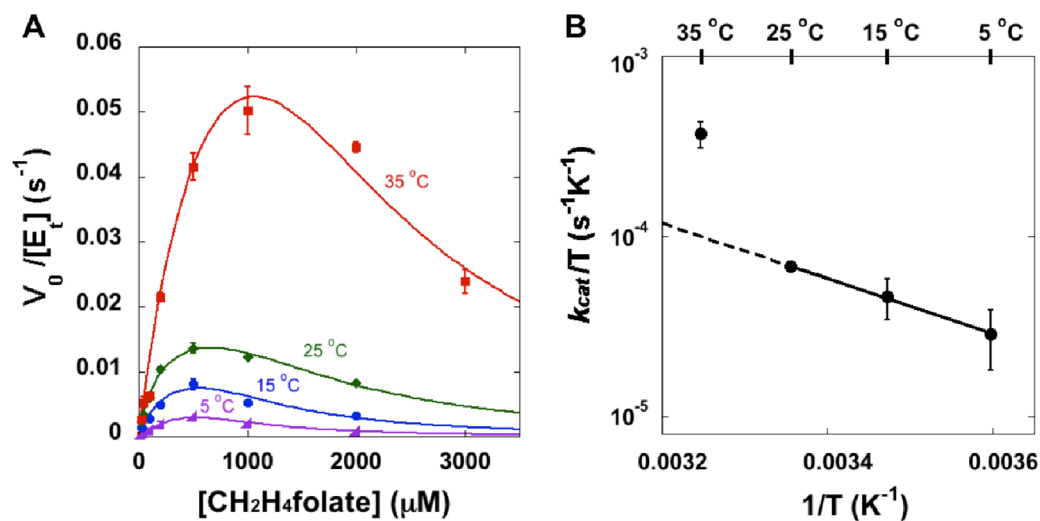 A
0.06
0.05
0.04
0.03
0.02
0.01
0
V₀/[Eₜ] (s⁻¹)
35 °C
25 °C
15 °C
5 °C
0 1000 2000 3000
[CH₂H₄folate] (µM)
B
35 °C 25 °C 15 °C 5 °C
10⁻³
10⁻⁴
10⁻⁵
kcat/T (s⁻¹K⁻¹)
0.0032 0.0034 0.0036
1/T (K⁻¹)